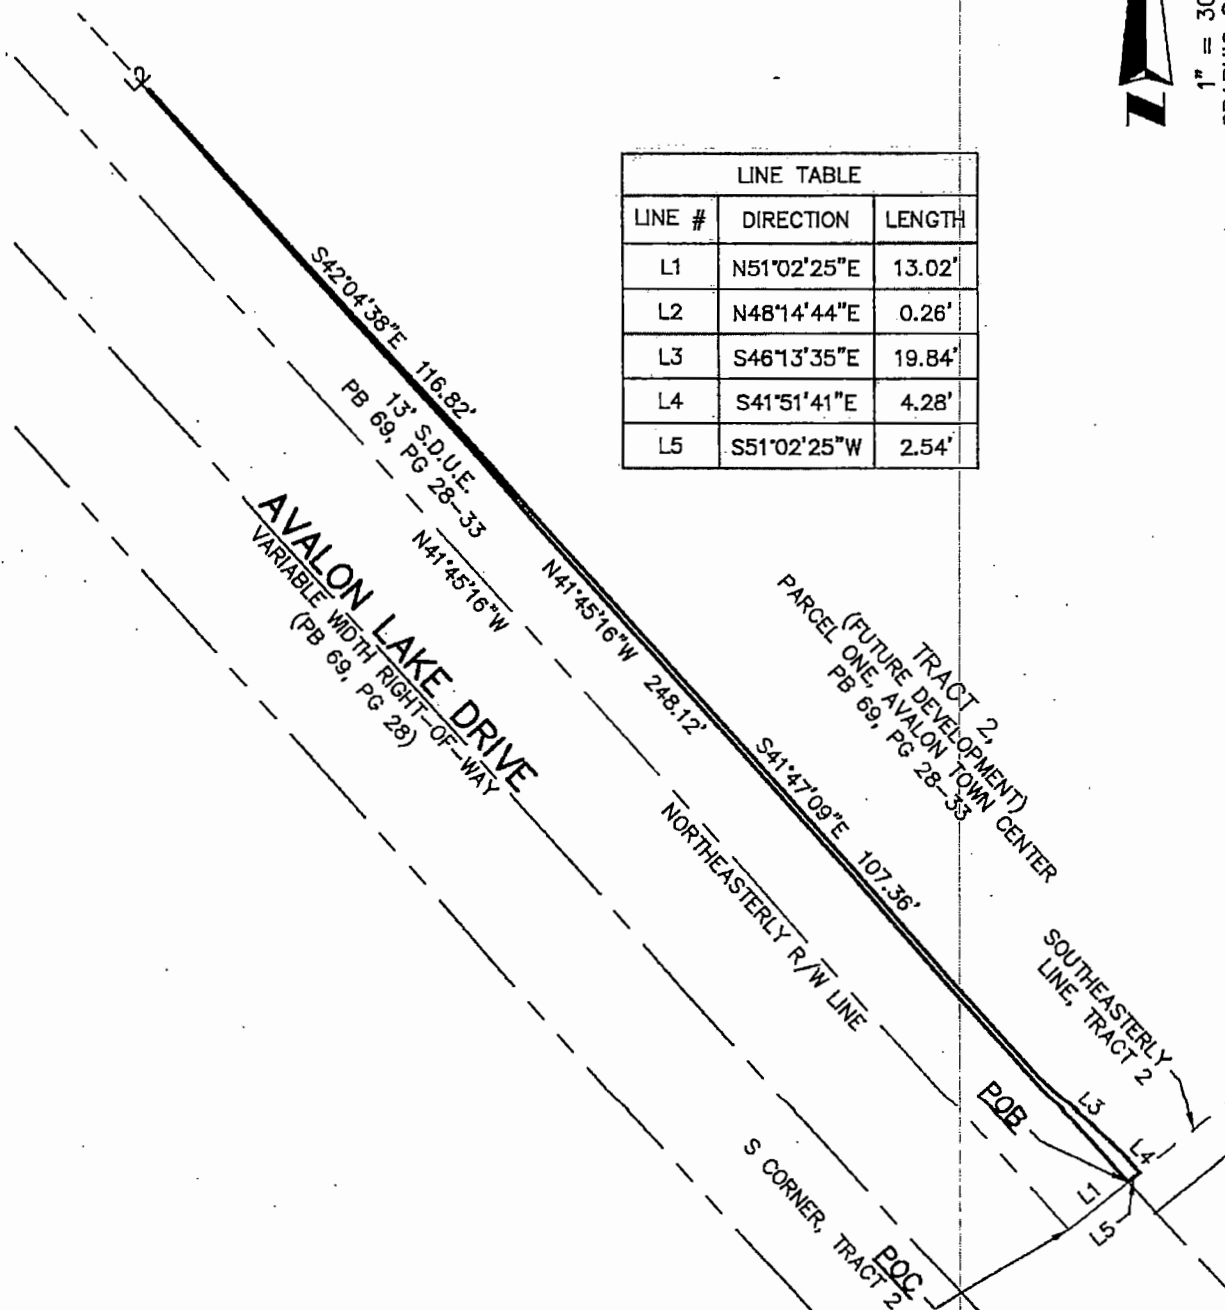 1" = 30
N
L2
LINE TABLE
LINE # DIRECTION LENGTH
L1 N51°02'25"E 13.02'
L2 N48°14'44"E 0.26'
L3 S46°13'35"E 19.84'
L4 S41°51'41"E 4.28'
L5 S51°02'25"W 2.54'
S42°04'38"E 116.82'
13' S.D.U.E.
PB 69, PG 28-33
N41°45'16"W
N41°45'16"W 248.12'
AVALON LAKE DRIVE
VARIABLE WIDTH RIGHT-OF-WAY
(PB 69, PG 28)
TRACT 2,
(FUTURE DEVELOPMENT)
PARCEL ONE, AVALON TOWN CENTER
PB 69, PG 28-33
S41°47'09"E 107.36'
NORTHEASTERLY R/W LINE
SOUTHEASTERLY
LINE, TRACT 2
POB
L3
L4
L1
L5
POC
S CORNER, TRACT 2